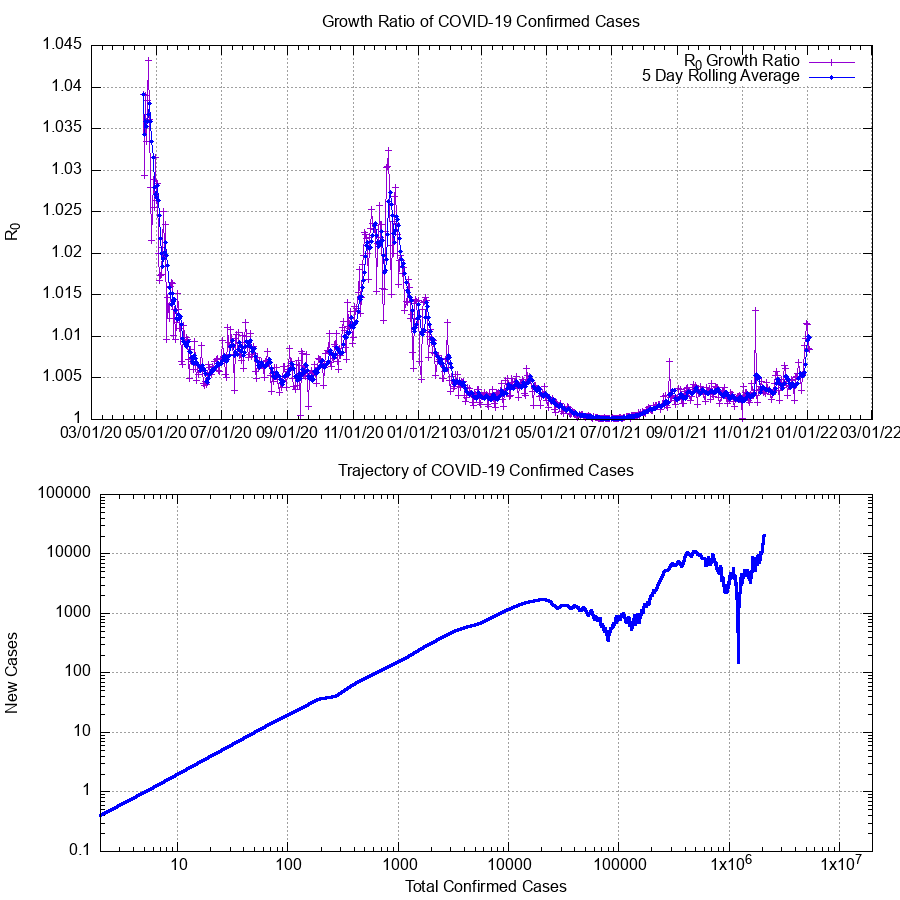 Growth Ratio of COVID-19 Confirmed Cases
1.045
1.04
1.035
1.03
1.025
1.02
1.015
1.01
1.005
1
R0
R0 Growth Ratio
5 Day Rolling Average
03/01/20 05/01/20 07/01/20 09/01/20 11/01/20 01/01/21 03/01/21 05/01/21 07/01/21 09/01/21 11/01/21 01/01/22 03/01/22
Trajectory of COVID-19 Confirmed Cases
100000
10000
1000
100
10
1
0.1
New Cases
10 100 1000 10000 100000 1x10^6 1x10^7
Total Confirmed Cases